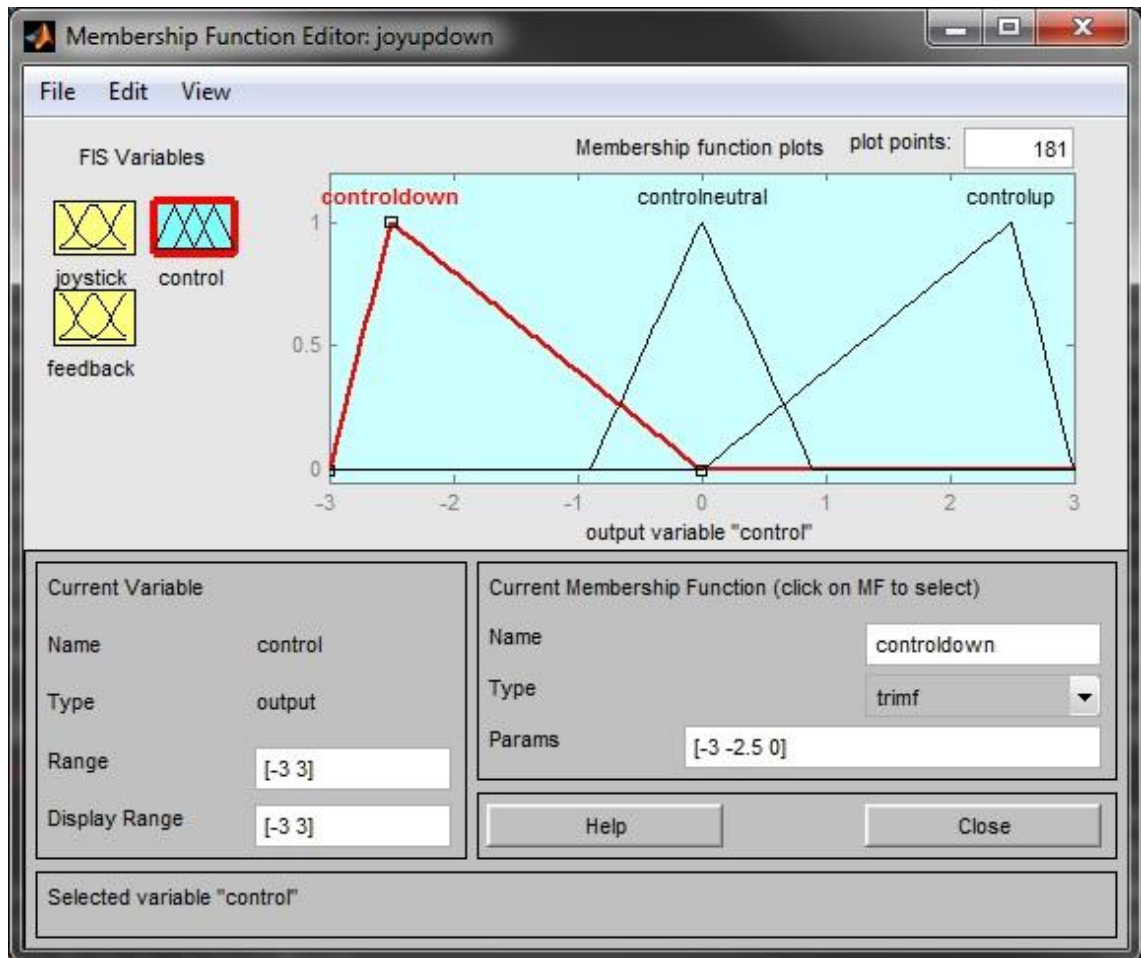 Membership Function Editor: joyupdown
File Edit View
FIS Variables
Membership function plots plot points: 181
joystick control
feedback
controldown controlneutral controlup
1
0.5
0
-3 -2 -1 0 1 2 3
output variable "control"
Current Variable
Name control
Type output
Range [-3 3]
Display Range [-3 3]
Current Membership Function (click on MF to select)
Name controldown
Type trimf
Params [-3 -2.5 0]
Help Close
Selected variable "control"